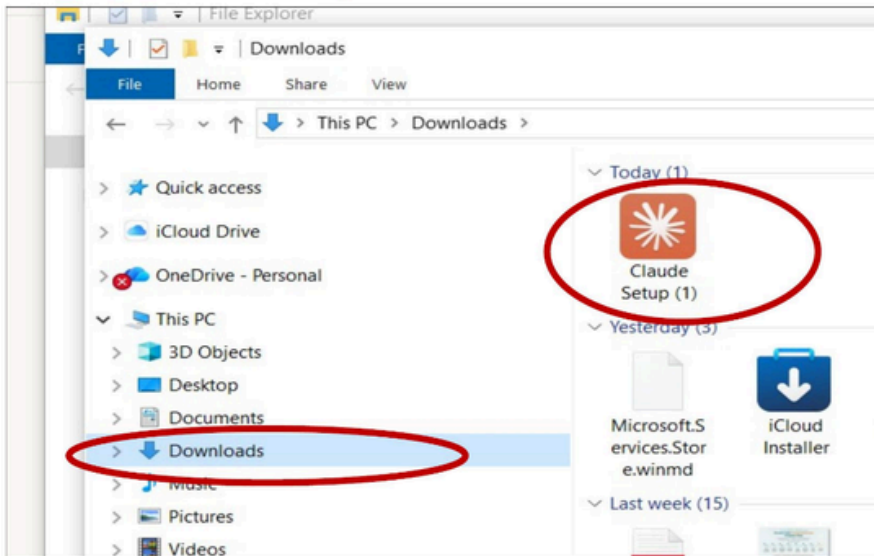 File Explorer
F
Downloads
File Home Share View
This PC > Downloads >
Quick access
iCloud Drive
OneDrive - Personal
This PC
3D Objects
Desktop
Documents
Downloads
Music
Pictures
Videos
Today (1)
Claude
Setup (1)
Yesterday (3)
Microsoft.S
ervices.Stor
e.winmd
iCloud
Installer
Last week (15)